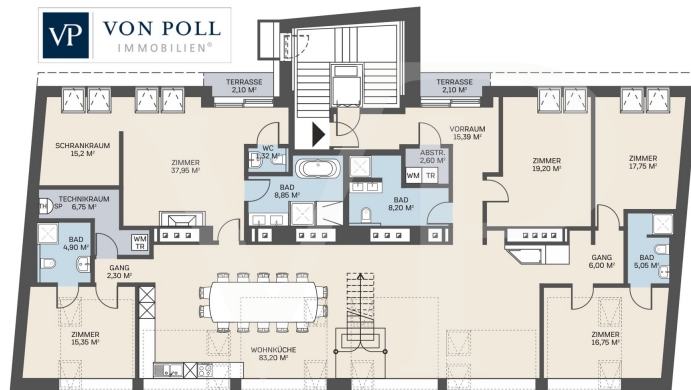 VP VON POLL
IMMOBILIEN®
TERRASSE
2,10 M²
TERRASSE
2,10 M²
SCHRANKRAUM
15,2 M²
ZIMMER
37,95 M²
WC
1,32 M²
BAD
8,85 M²
VORRAUM
15,39 M²
ABSTR.
2,60 M²
WM TR
BAD
8,20 M²
ZIMMER
19,20 M²
ZIMMER
17,75 M²
TECHNIKRAUM
6,75 M²
TH SP
BAD
4,90 M²
WM
TR
GANG
2,30 M²
GANG
6,00 M²
BAD
5,05 M²
ZIMMER
15,35 M²
WOHNKÜCHE
83,20 M²
ZIMMER
16,75 M²